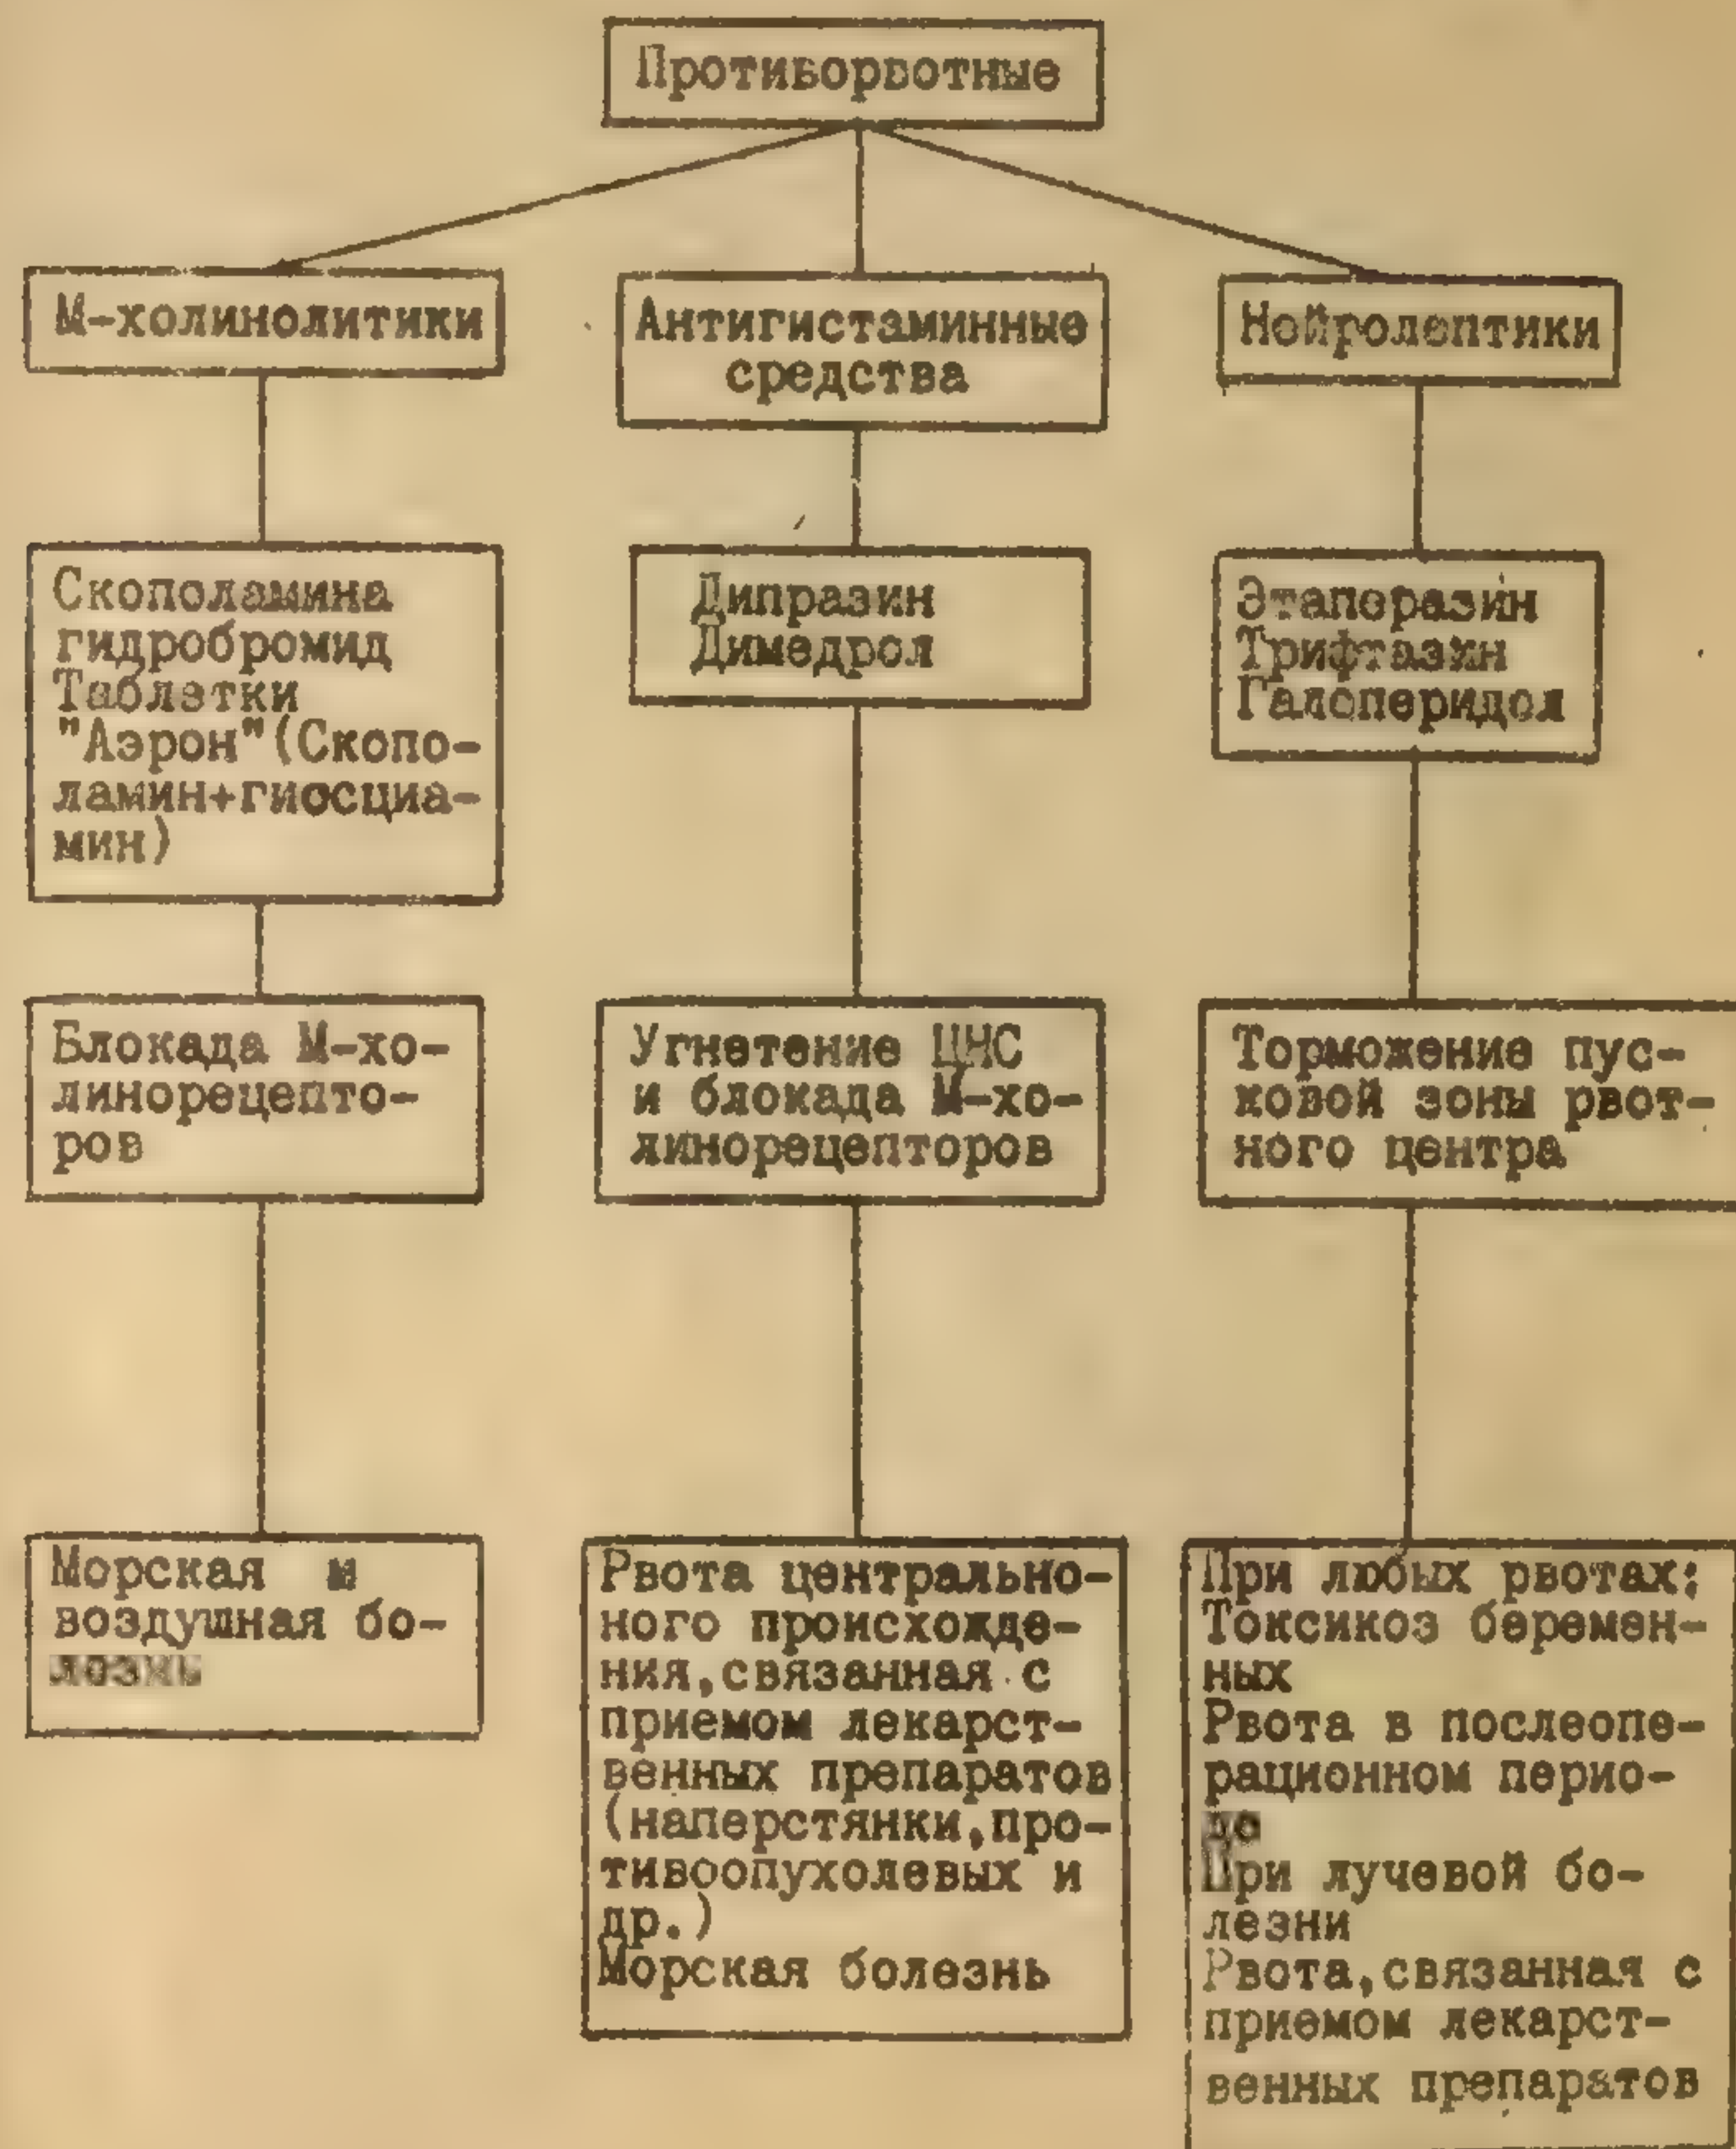 Противорвотные
М-холинолитики
Антигистаминные
средства
Нейролептики
Скополамина
гидробромид
Таблетки
"Аэрон"(Скопо-
ламин+гиосциа-
мин)
Дипразин
Димедрол
Этаперазин
Трифтазин
Галоперидол
Блокада М-хо-
линорецепто-
ров
Угнетение ЦНС
и блокада М-хо-
линорецепторов
Торможение пус-
ковой зоны рвот-
ного центра
Морская и
воздушная бо-
лезнь
Рвота центрально-
ного происхожде-
ния,связанная с
приемом лекарст-
венных препаратов
(наперстянки,про-
тивоопухолевых и
др.)
Морская болезнь
При любых рвотах:
Токсикоз беремен-
ных
Рвота в послеопе-
рационном перио-
де
При лучевой бо-
лезни
Рвота,связанная с
приемом лекарст-
венных препаратов